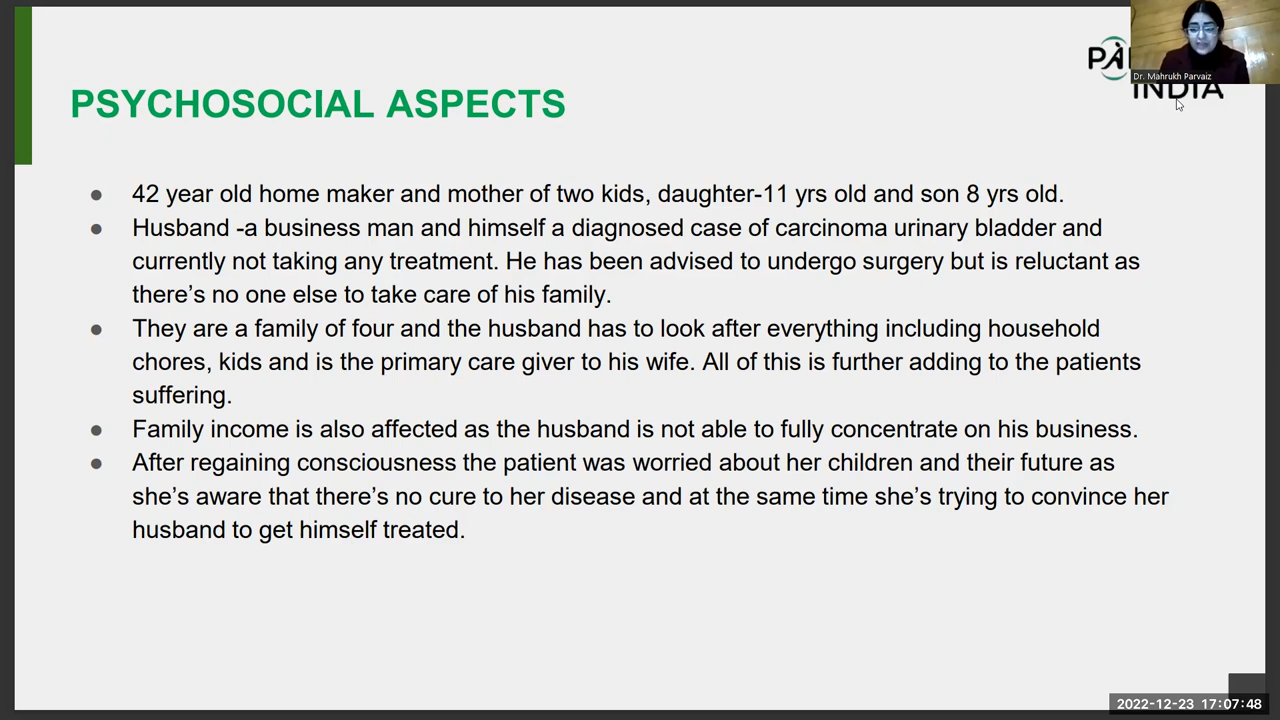 PSYCHOSOCIAL ASPECTS
Dr. Mahrukh Parvaiz
INDIA
● 42 year old home maker and mother of two kids, daughter-11 yrs old and son 8 yrs old.
● Husband -a business man and himself a diagnosed case of carcinoma urinary bladder and
currently not taking any treatment. He has been advised to undergo surgery but is reluctant as
there’s no one else to take care of his family.
● They are a family of four and the husband has to look after everything including household
chores, kids and is the primary care giver to his wife. All of this is further adding to the patients
suffering.
● Family income is also affected as the husband is not able to fully concentrate on his business.
● After regaining consciousness the patient was worried about her children and their future as
she’s aware that there’s no cure to her disease and at the same time she’s trying to convince her
husband to get himself treated.
2022-12-23 17:07:48